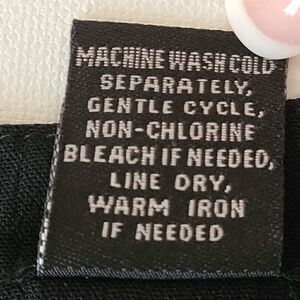 MACHINE WASH COLD
SEPARATELY,
GENTLE CYCLE,
NON-CHLORINE
BLEACH IF NEEDED,
LINE DRY,
WARM IRON
IF NEEDED